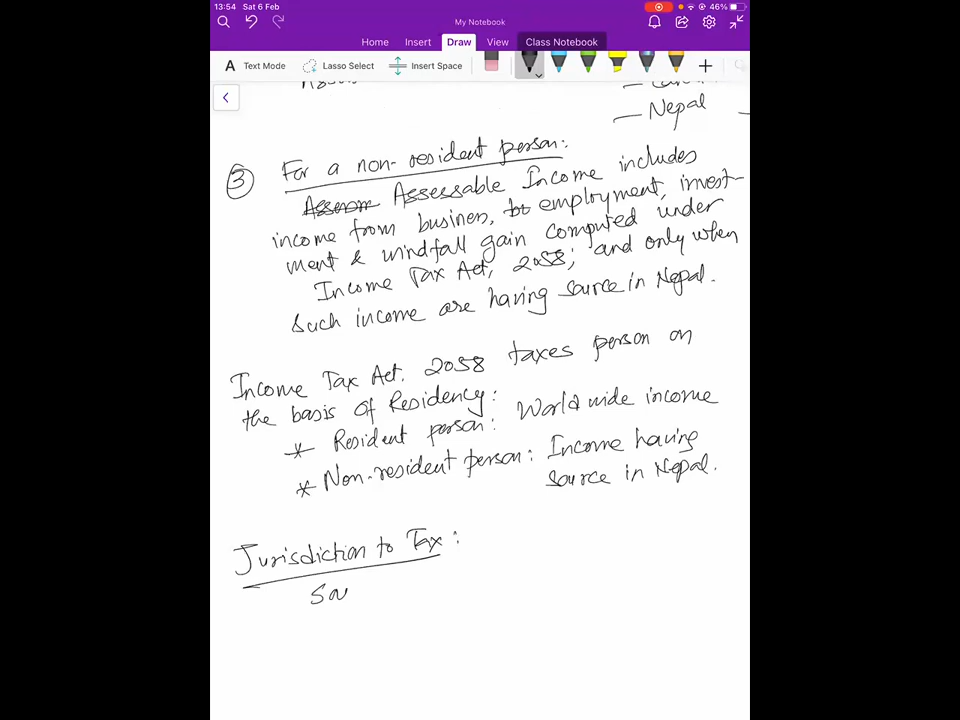 13:54 Sat 6 Feb
46%
My Notebook
Home Insert Draw View Class Notebook
A Text Mode Lasso Select Insert Space
— Nepal
③ For a non-resident person:
Assessable Income includes
income from business, employment, invest-
ment & windfall gain computed under
Income Tax Act, 2058; and only when
Such income are having source in Nepal.
Income Tax Act. 2058 taxes person on
the basis of Residency:
* Resident person: Worldwide income
* Non-resident person: Income having
source in Nepal.
Jurisdiction to Tax:
Sou